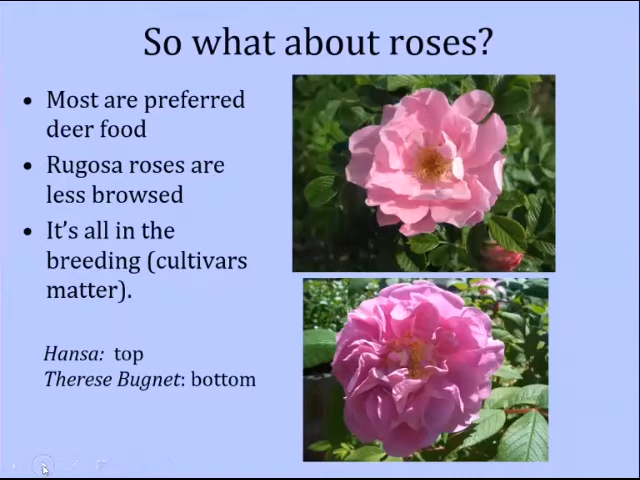 So what about roses?
• Most are preferred
deer food
• Rugosa roses are
less browsed
• It’s all in the
breeding (cultivars
matter).
Hansa: top
Therese Bugnet: bottom